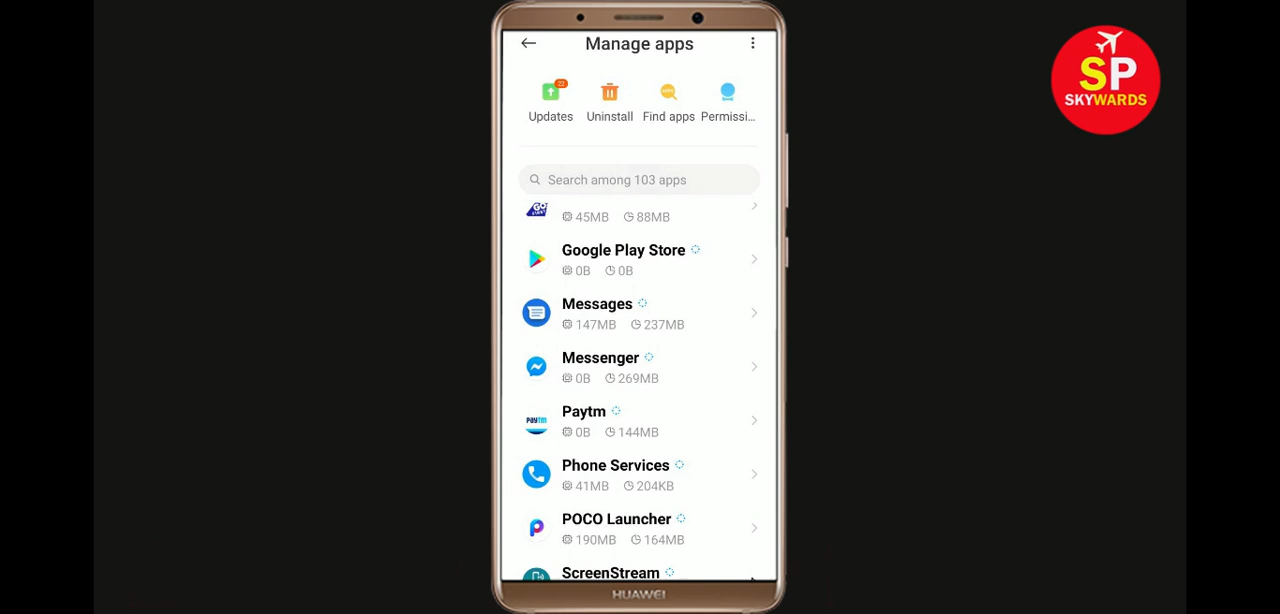 Manage apps
22
Updates Uninstall Find apps Permissi...
Search among 103 apps
45MB 88MB
Google Play Store
0B 0B
Messages
147MB 237MB
Messenger
0B 269MB
Paytm
0B 144MB
Phone Services
41MB 204KB
POCO Launcher
190MB 164MB
ScreenStream
HUAWEI
SP
SKYWARDS